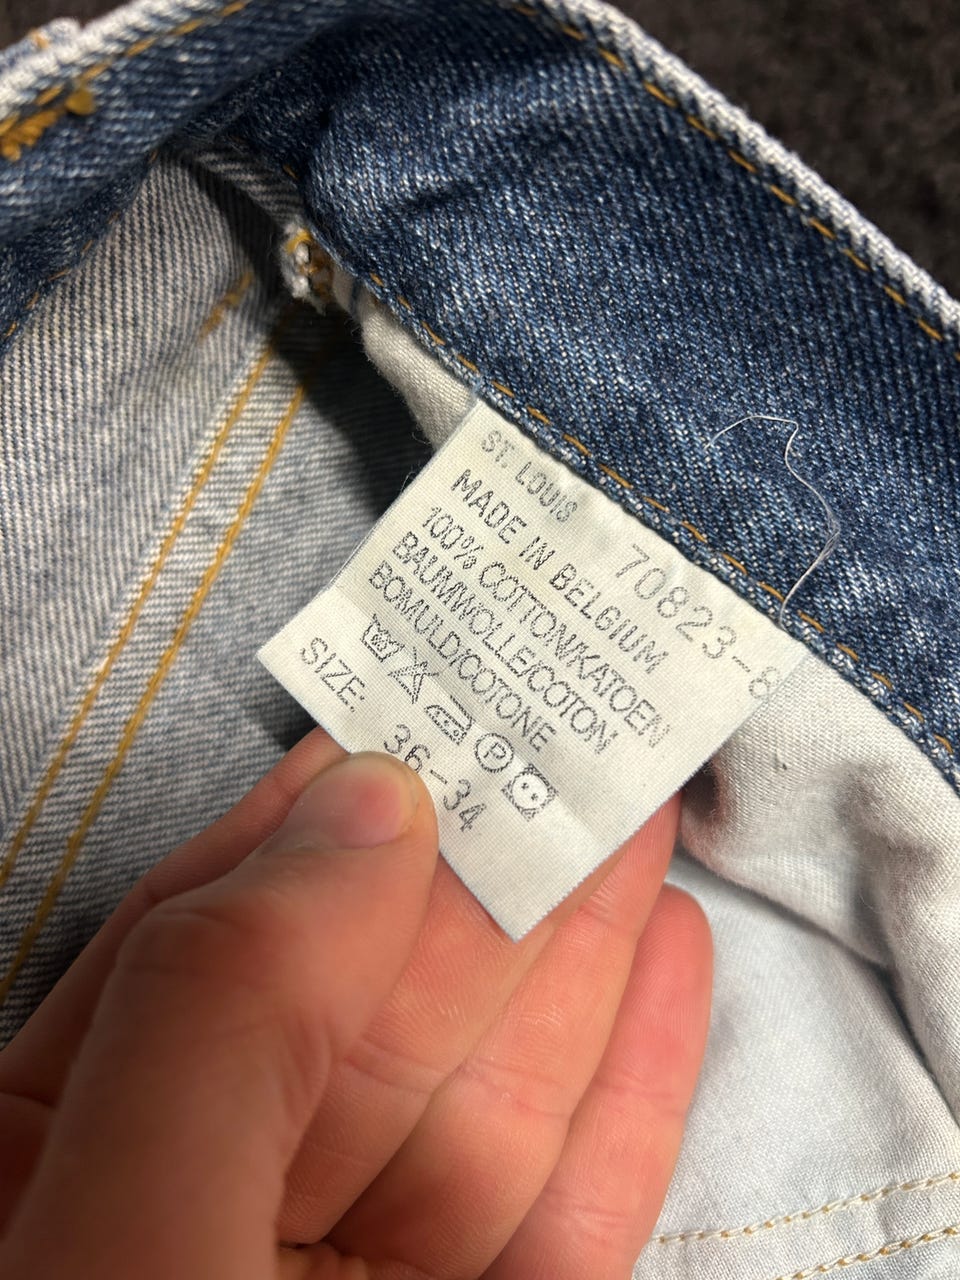 ST. LOUIS 70823-8
MADE IN BELGIUM
100% COTTON/KATOEN
BAUMWOLLE/COTON
BOMULD/COTONE
P
SIZE: 36-34